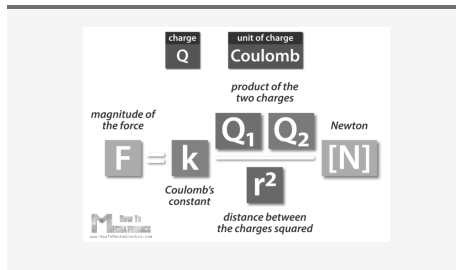 charge
Q
unit of charge
Coulomb
product of the
two charges
magnitude of
the force
F = k Q1 Q2
r²
Newton
[N]
Coulomb's
constant
distance between
the charges squared
How To
MECHATRONICS
www.HowToMechatronics.com